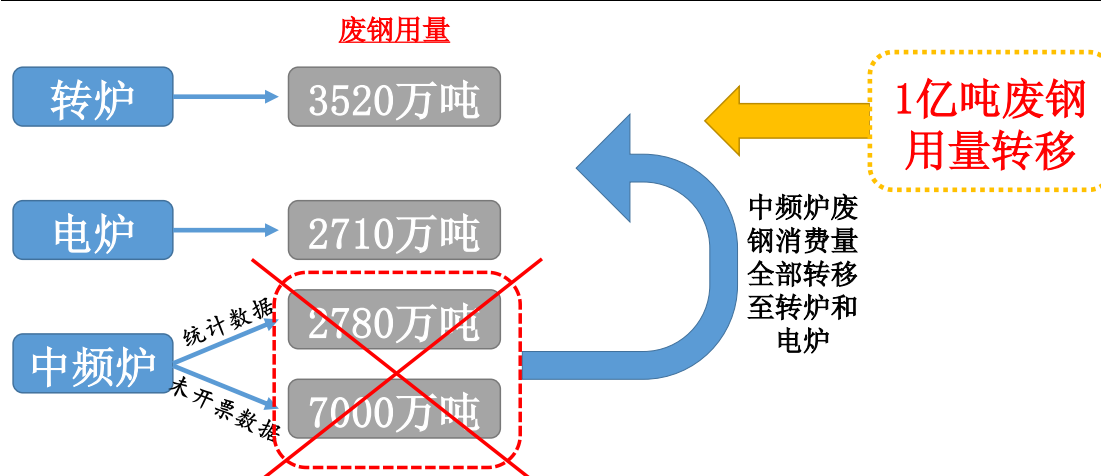 废钢用量
转炉
3520万吨
1亿吨废钢
用量转移
电炉
2710万吨
中频炉废
钢消费量
全部转移
至转炉和
电炉
中频炉
统计数据
2780万吨
未开票数据
7000万吨